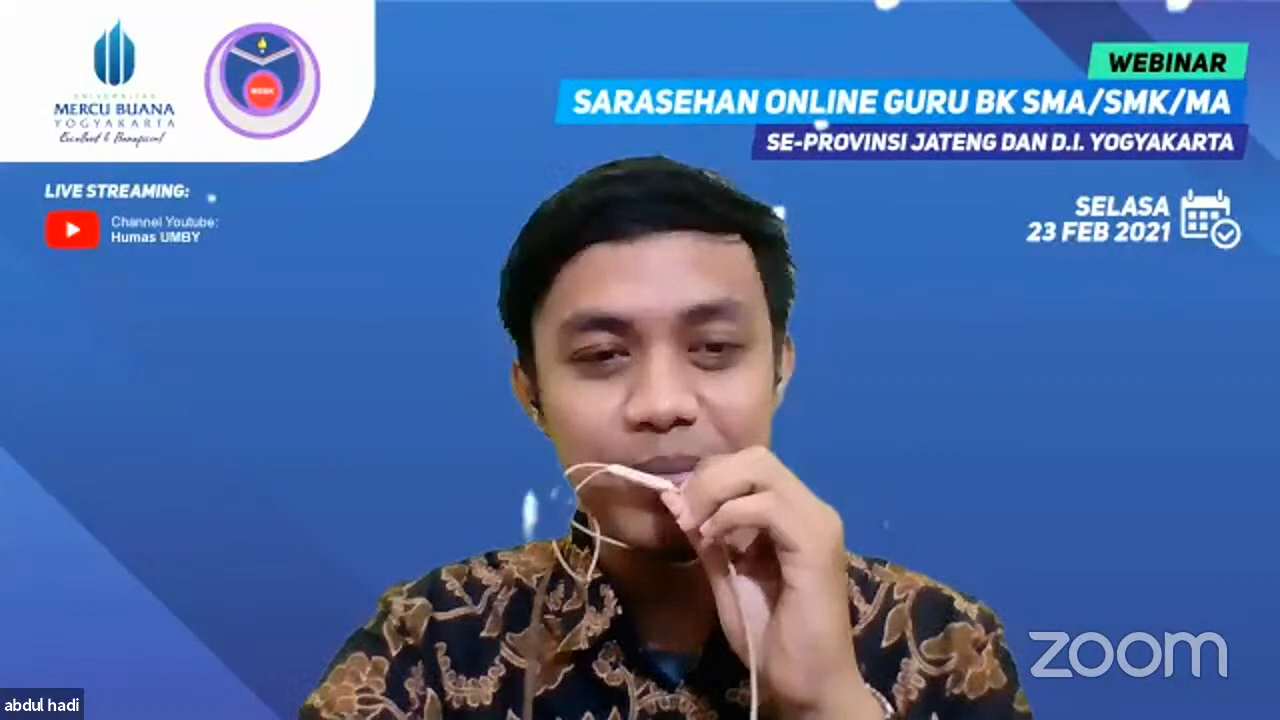 UNIVERSITAS
MERCU BUANA
YOGYAKARTA
WEBINAR
SARASEHAN ONLINE GURU BK SMA/SMK/MA
SE-PROVINSI JATENG DAN D.I. YOGYAKARTA
LIVE STREAMING:
Channel Youtube:
Humas UMBY
SELASA
23 FEB 2021
zoom
abdul hadi